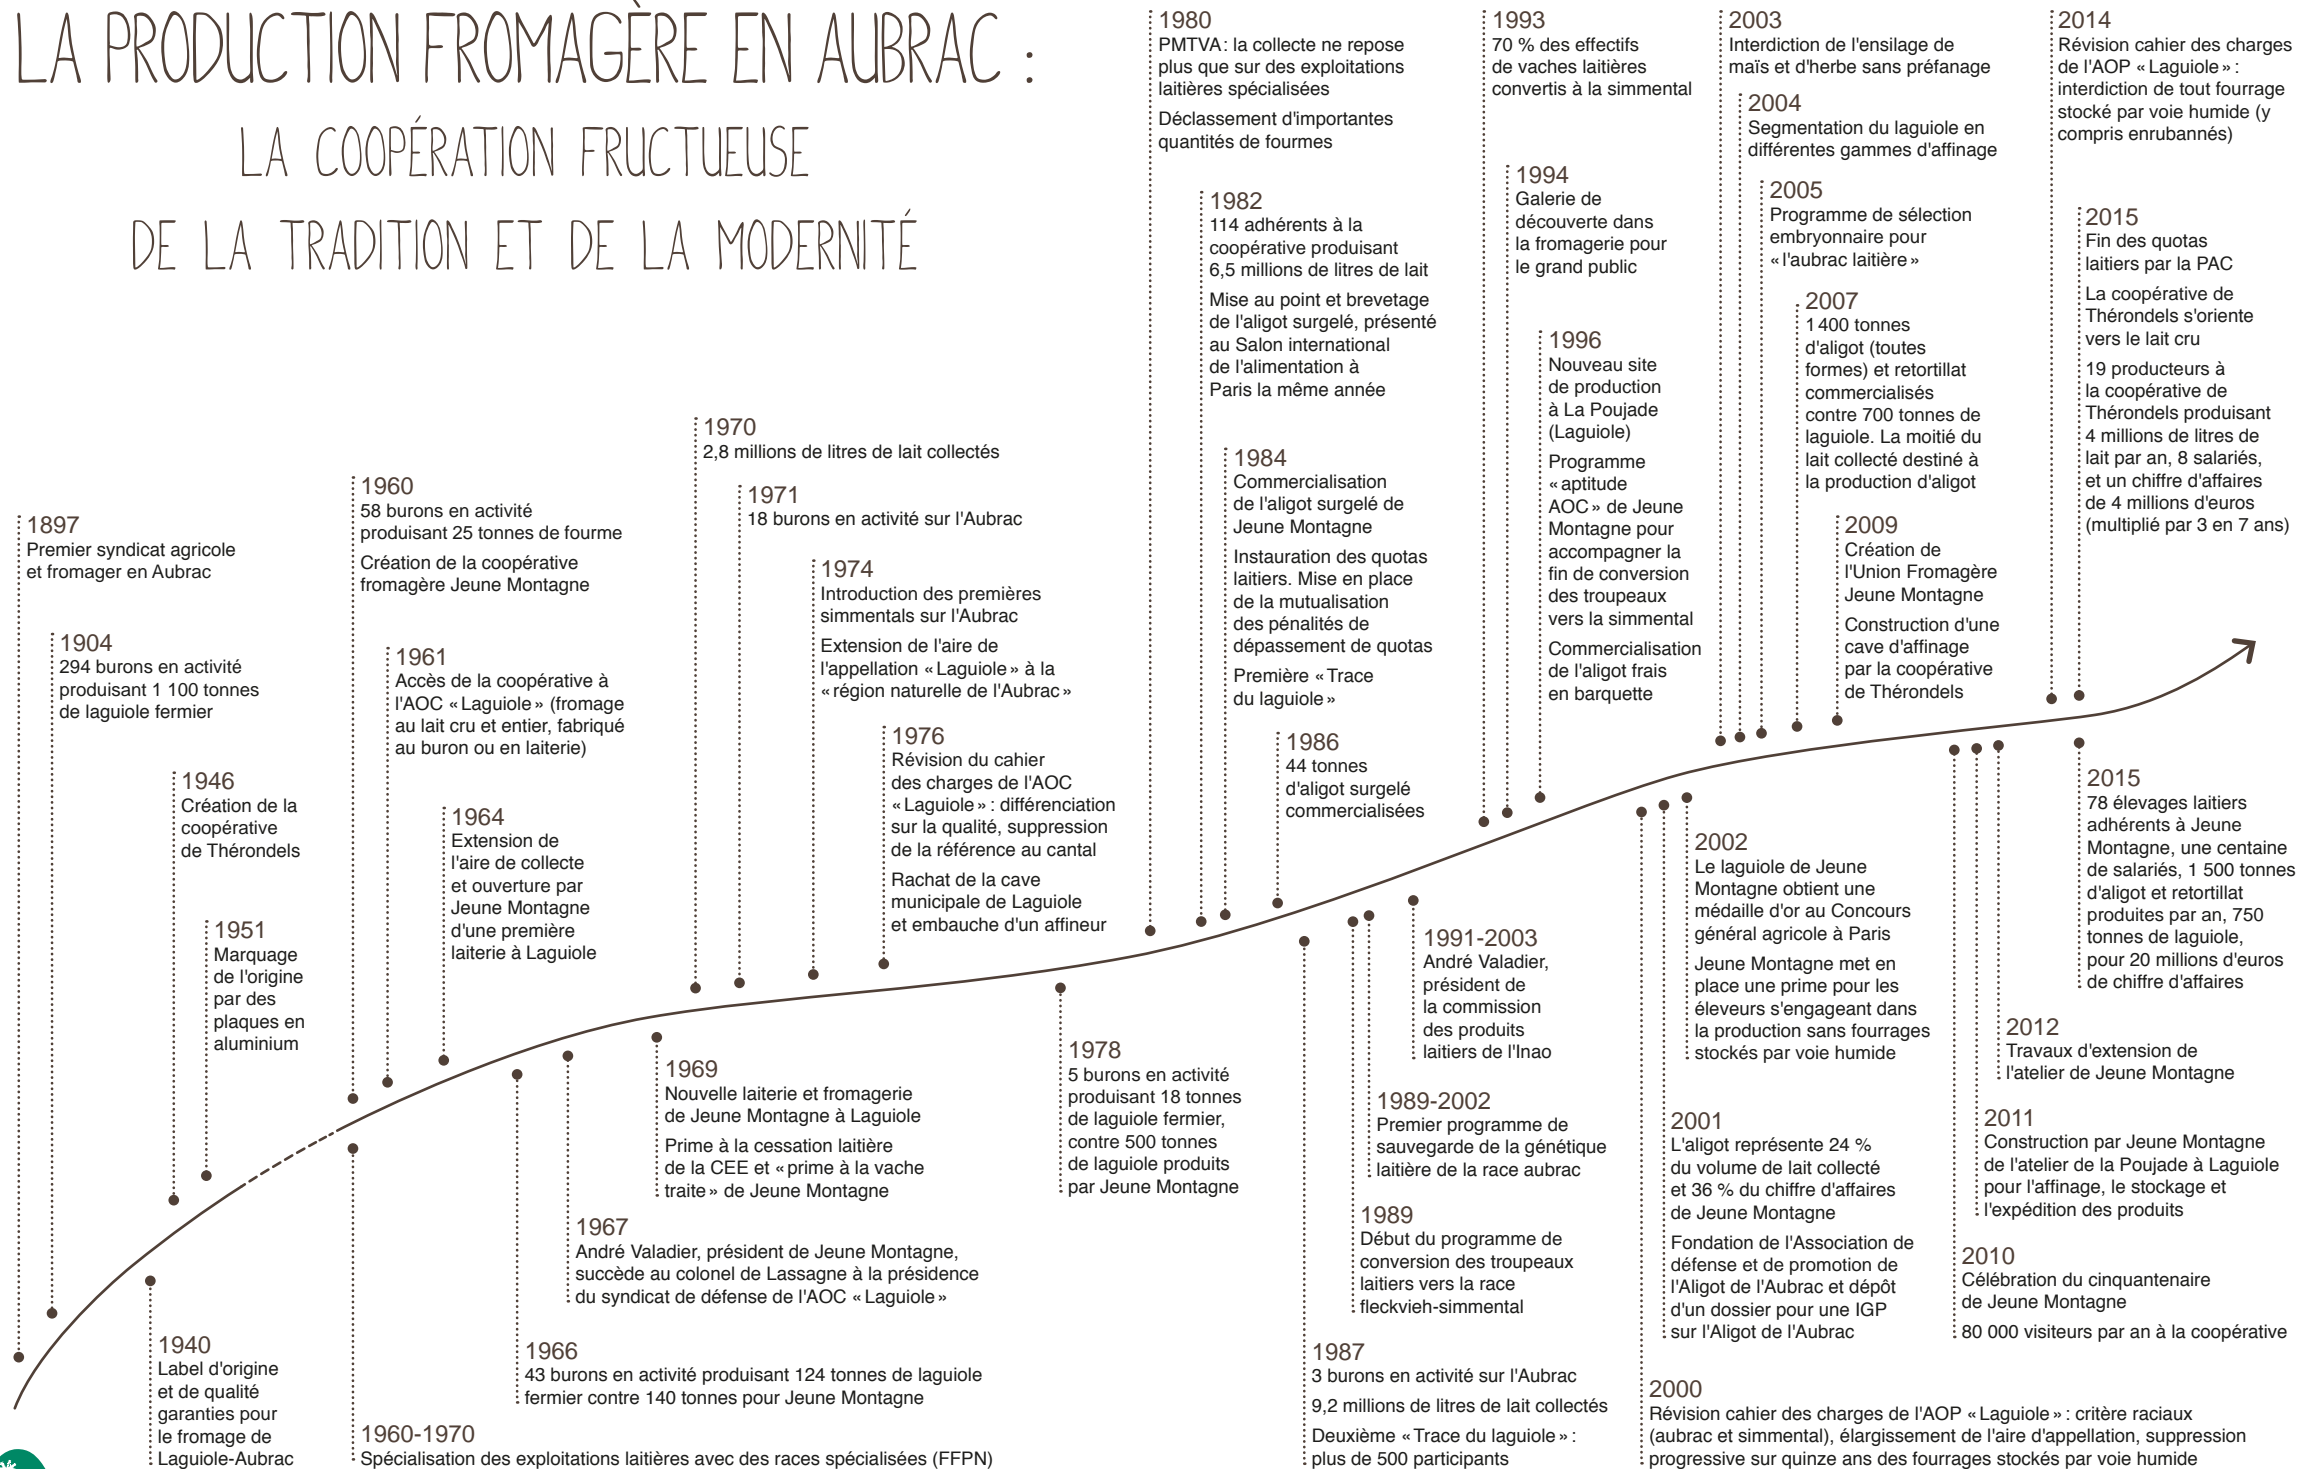 LA PRODUCTION FROMAGÈRE EN AUBRAC :
LA COOPÉRATION FRUCTUEUSE
DE LA TRADITION ET DE LA MODERNITÉ
1897
Premier syndicat agricole
et fromager en Aubrac
1904
294 burons en activité
produisant 1 100 tonnes
de laguiole fermier
1940
Label d'origine
et de qualité
garanties pour
le fromage de
Laguiole-Aubrac
1946
Création de la
coopérative
de Thérondels
1951
Marquage
de l'origine
par des
plaques en
aluminium
1960
58 burons en activité
produisant 25 tonnes de fourme
Création de la coopérative
fromagère Jeune Montagne
1960-1970
Spécialisation des exploitations laitières avec des races spécialisées (FFPN)
1961
Accès de la coopérative à
l'AOC « Laguiole » (fromage
au lait cru et entier, fabriqué
au buron ou en laiterie)
1964
Extension de
l'aire de collecte
et ouverture par
Jeune Montagne
d'une première
laiterie à Laguiole
1966
43 burons en activité produisant 124 tonnes de laguiole
fermier contre 140 tonnes pour Jeune Montagne
1967
André Valadier, président de Jeune Montagne,
succède au colonel de Lassagne à la présidence
du syndicat de défense de l'AOC « Laguiole »
1969
Nouvelle laiterie et fromagerie
de Jeune Montagne à Laguiole
Prime à la cessation laitière
de la CEE et « prime à la vache
traite » de Jeune Montagne
1970
2,8 millions de litres de lait collectés
1971
18 burons en activité sur l'Aubrac
1974
Introduction des premières
simmentals sur l'Aubrac
Extension de l'aire de
l'appellation « Laguiole » à la
« région naturelle de l'Aubrac »
1976
Révision du cahier
des charges de l'AOC
« Laguiole » : différenciation
sur la qualité, suppression
de la référence au cantal
Rachat de la cave
municipale de Laguiole
et embauche d'un affineur
1978
5 burons en activité
produisant 18 tonnes
de laguiole fermier,
contre 500 tonnes
de laguiole produits
par Jeune Montagne
1980
PMTVA : la collecte ne repose
plus que sur des exploitations
laitières spécialisées
Déclassement d'importantes
quantités de fourmes
1982
114 adhérents à la
coopérative produisant
6,5 millions de litres de lait
Mise au point et brevetage
de l'aligot surgelé, présenté
au Salon international
de l'alimentation à
Paris la même année
1984
Commercialisation
de l'aligot surgelé de
Jeune Montagne
Instauration des quotas
laitiers. Mise en place
de la mutualisation
des pénalités de
dépassement de quotas
Première « Trace
du laguiole »
1986
44 tonnes
d'aligot surgelé
commercialisées
1987
3 burons en activité sur l'Aubrac
9,2 millions de litres de lait collectés
Deuxième « Trace du laguiole » :
plus de 500 participants
1989
Début du programme de
conversion des troupeaux
laitiers vers la race
fleckvieh-simmental
1989-2002
Premier programme de
sauvegarde de la génétique
laitière de la race aubrac
1991-2003
André Valadier,
président de
la commission
des produits
laitiers de l'Inao
1993
70 % des effectifs
de vaches laitières
convertis à la simmental
1994
Galerie de
découverte dans
la fromagerie pour
le grand public
1996
Nouveau site
de production
à La Poujade
(Laguiole)
Programme
« aptitude
AOC » de Jeune
Montagne pour
accompagner la
fin de conversion
des troupeaux
vers la simmental
Commercialisation
de l'aligot frais
en barquette
2000
Révision cahier des charges de l'AOP « Laguiole » : critère raciaux
(aubrac et simmental), élargissement de l'aire d'appellation, suppression
progressive sur quinze ans des fourrages stockés par voie humide
2001
L'aligot représente 24 %
du volume de lait collecté
et 36 % du chiffre d'affaires
de Jeune Montagne
Fondation de l'Association de
défense et de promotion de
l'Aligot de l'Aubrac et dépôt
d'un dossier pour une IGP
sur l'Aligot de l'Aubrac
2002
Le laguiole de Jeune
Montagne obtient une
médaille d'or au Concours
général agricole à Paris
Jeune Montagne met en
place une prime pour les
éleveurs s'engageant dans
la production sans fourrages
stockés par voie humide
2003
Interdiction de l'ensilage de
maïs et d'herbe sans préfanage
2004
Segmentation du laguiole en
différentes gammes d'affinage
2005
Programme de sélection
embryonnaire pour
« l'aubrac laitière »
2007
1 400 tonnes
d'aligot (toutes
formes) et retortillat
commercialisés
contre 700 tonnes de
laguiole. La moitié du
lait collecté destiné à
la production d'aligot
2009
Création de
l'Union Fromagère
Jeune Montagne
Construction d'une
cave d'affinage
par la coopérative
de Thérondels
2010
Célébration du cinquantenaire
de Jeune Montagne
80 000 visiteurs par an à la coopérative
2011
Construction par Jeune Montagne
de l'atelier de la Poujade à Laguiole
pour l'affinage, le stockage et
l'expédition des produits
2012
Travaux d'extension de
l'atelier de Jeune Montagne
2014
Révision cahier des charges
de l'AOP « Laguiole » :
interdiction de tout fourrage
stocké par voie humide (y
compris enrubannés)
2015
Fin des quotas
laitiers par la PAC
La coopérative de
Thérondels s'oriente
vers le lait cru
19 producteurs à
la coopérative de
Thérondels produisant
4 millions de litres de
lait par an, 8 salariés,
et un chiffre d'affaires
de 4 millions d'euros
(multiplié par 3 en 7 ans)
2015
78 élevages laitiers
adhérents à Jeune
Montagne, une centaine
de salariés, 1 500 tonnes
d'aligot et retortillat
produites par an, 750
tonnes de laguiole,
pour 20 millions d'euros
de chiffre d'affaires